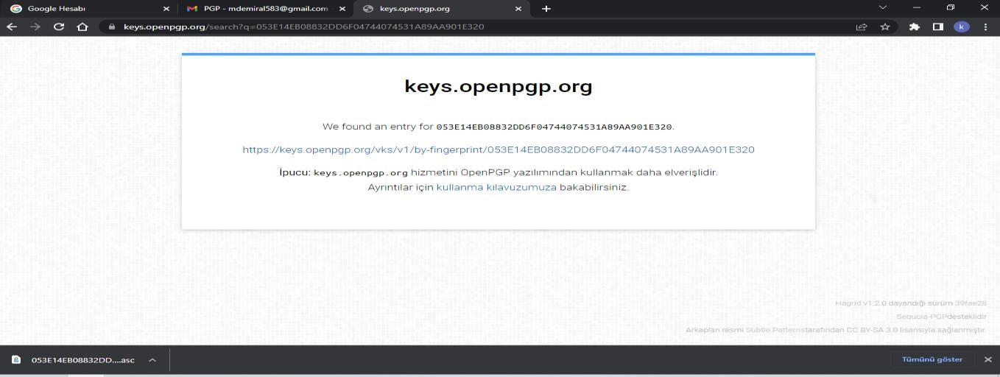 Google Hesabı
PGP - mdemiral583@gmail.com
keys.openpgp.org
keys.openpgp.org/search?q=053E14EB08832DD6F04744074531A89AA901E320
k
keys.openpgp.org
We found an entry for 053E14EB08832DD6F04744074531A89AA901E320.
https://keys.openpgp.org/vks/v1/by-fingerprint/053E14EB08832DD6F04744074531A89AA901E320
İpucu: keys.openpgp.org hizmetini OpenPGP yazılımından kullanmak daha elverişlidir.
Ayrıntılar için kullanma kılavuzumuza bakabilirsiniz.
Hagrid v1.2.0 dayandığı sürüm 39fae28
Sequoia-PGPdesteklidir
Arkaplan resmi Subtle Patternstarafından CC BY-SA 3.0 lisansıyla sağlanmıştır.
053E14EB08832DD....asc
Tümünü göster